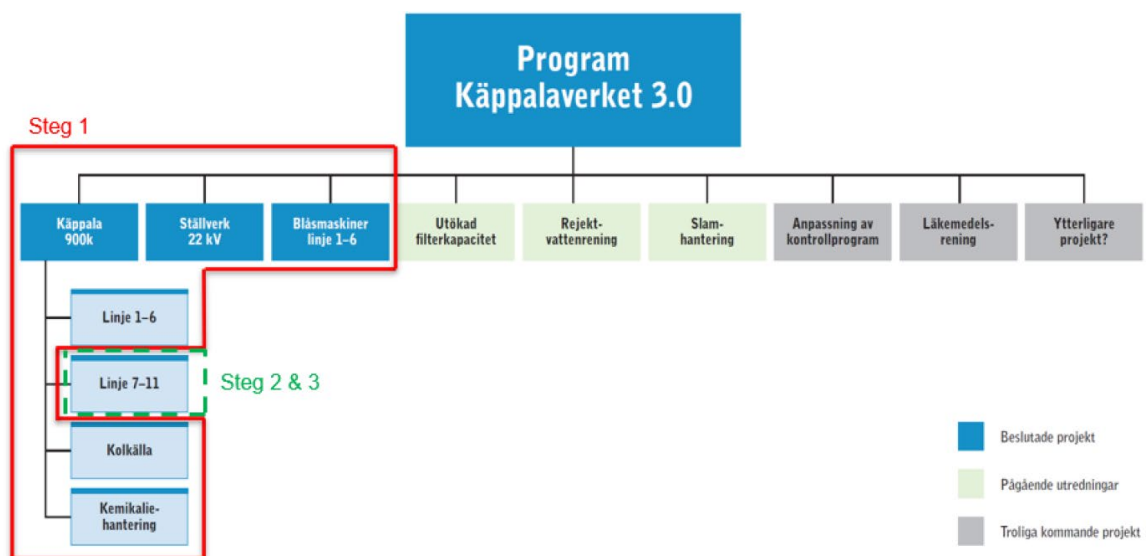 Program
Käppalaverket 3.0
Steg 1
Käppala
900k
Ställverk
22 kV
Blåsmaskiner
linje 1–6
Utökad
filterkapacitet
Rejekt-
vattenrening
Slam-
hantering
Anpassning av
kontrollprogram
Läkemedels-
rening
Ytterligare
projekt?
Linje 1–6
Linje 7–11
Steg 2 & 3
Kolkälla
Kemikalie-
hantering
Beslutade projekt
Pågående utredningar
Troliga kommande projekt